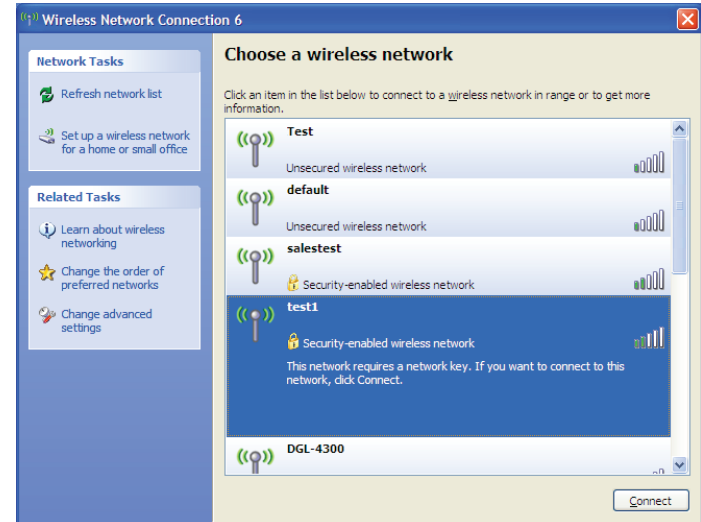 Wireless Network Connection 6
Network Tasks
Refresh network list
Set up a wireless network
for a home or small office
Related Tasks
Learn about wireless
networking
Change the order of
preferred networks
Change advanced
settings
Choose a wireless network
Click an item in the list below to connect to a wireless network in range or to get more
information.
Test
Unsecured wireless network
default
Unsecured wireless network
salestest
Security-enabled wireless network
test1
Security-enabled wireless network
This network requires a network key. If you want to connect to this
network, click Connect.
DGL-4300
Connect